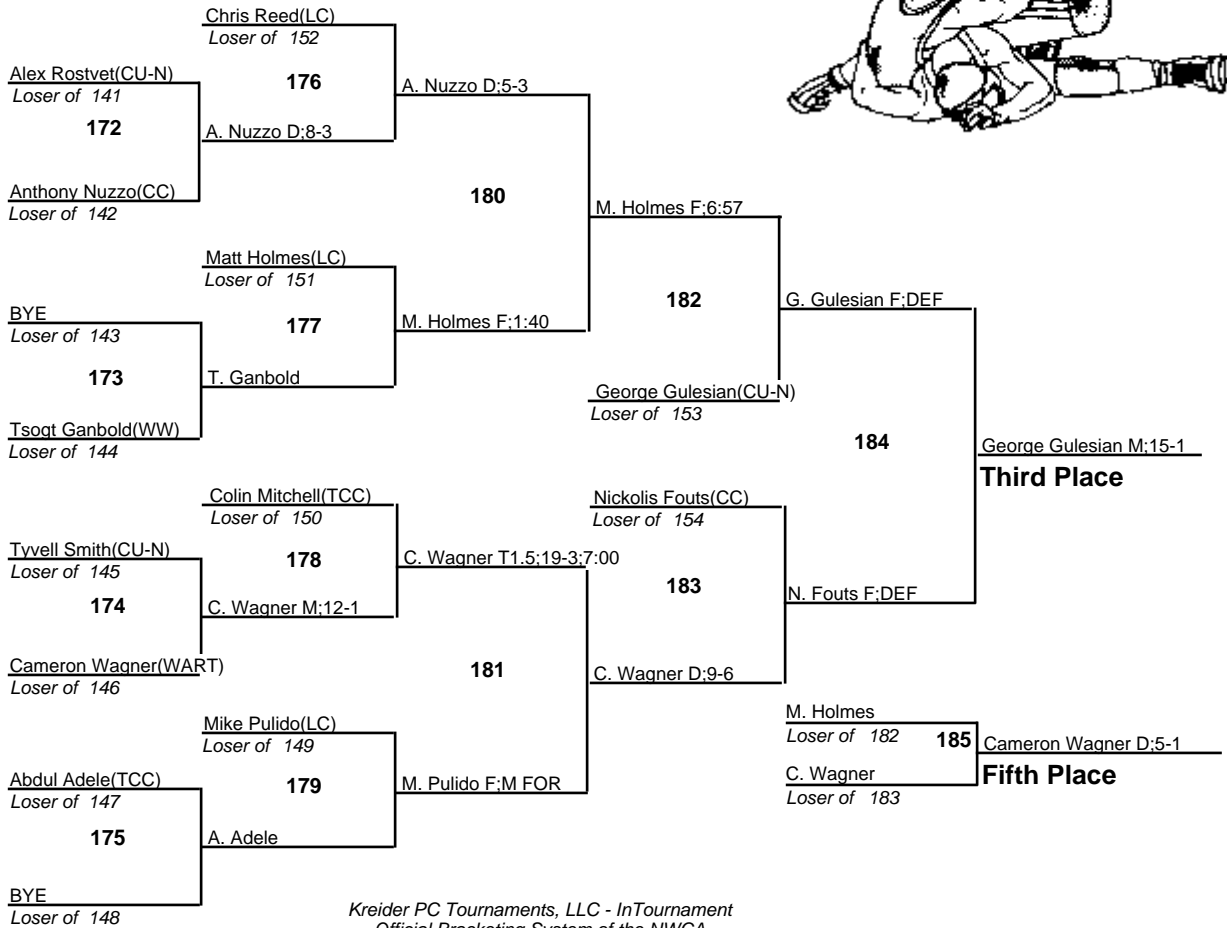 Chris Reed(LC)
Loser of 152
Alex Rostvet(CU-N)
Loser of 141
176
A. Nuzzo D;5-3
172
A. Nuzzo D;8-3
Anthony Nuzzo(CC)
Loser of 142
180
M. Holmes F;6:57
Matt Holmes(LC)
Loser of 151
BYE
Loser of 143
177
M. Holmes F;1:40
182
G. Gulesian F;DEF
173
T. Ganbold
George Gulesian(CU-N)
Loser of 153
Tsogt Ganbold(WW)
Loser of 144
184
George Gulesian M;15-1
Third Place
Colin Mitchell(TCC)
Loser of 150
Nickolis Fouts(CC)
Loser of 154
Tyvell Smith(CU-N)
Loser of 145
178
C. Wagner T1.5;19-3;7:00
174
C. Wagner M;12-1
183
N. Fouts F;DEF
Cameron Wagner(WART)
Loser of 146
181
C. Wagner D;9-6
Mike Pulido(LC)
Loser of 149
M. Holmes
Loser of 182
185
Cameron Wagner D;5-1
Fifth Place
Abdul Adele(TCC)
Loser of 147
179
M. Pulido F;M FOR
C. Wagner
Loser of 183
175
A. Adele
BYE
Loser of 148
Kreider PC Tournaments, LLC - InTournament
Official Bracketing System of the NWCA